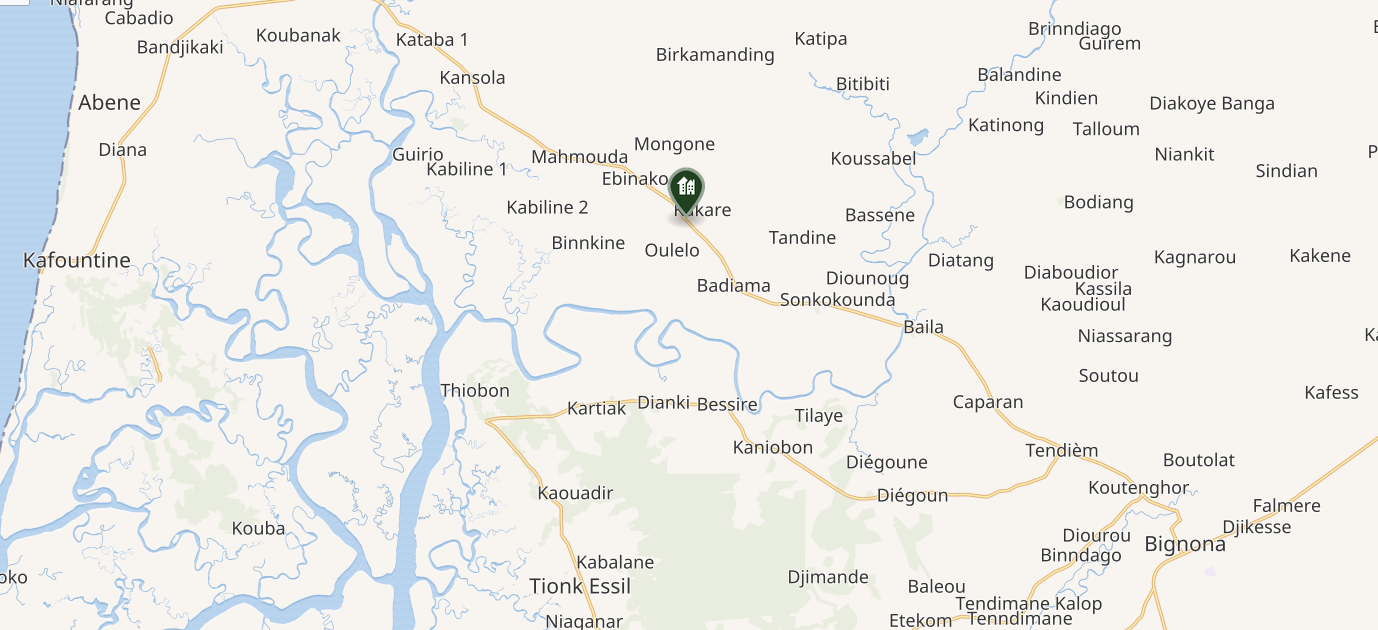 Cabadio
Koubanak
Kataba 1
Katipa
Brinndiago
Guirem
Bandjikaki
Birkamanding
Kansola
Bitibiti
Balandine
Kindien
Diakoye Banga
Abene
Katinong
Talloum
Diana
Guirio
Mahmouda
Mongone
Koussabel
Niankit
Kabiline 1
Ebinako
Sindian
Kabiline 2
Bassene
Bodiang
Binnkine
Oulelo
Tandine
Kafountine
Diatang
Kagnarou
Kakene
Diaboudior
Badiama
Diounoug
Kassila
Sonkokounda
Kaoudioul
Baila
Niassarang
Soutou
Thiobon
Kartiak
Dianki
Bessire
Tilaye
Caparan
Kafess
Kaniobon
Tendièm
Diégoune
Boutolat
Kaouadir
Diégoun
Koutenghor
Falmere
Kouba
Djikesse
Diourou
Bignona
Binndago
Kabalane
Djimande
Tionk Essil
Baleou
Tendimane Kalop
Niaganar
Etekom
Tenndimane